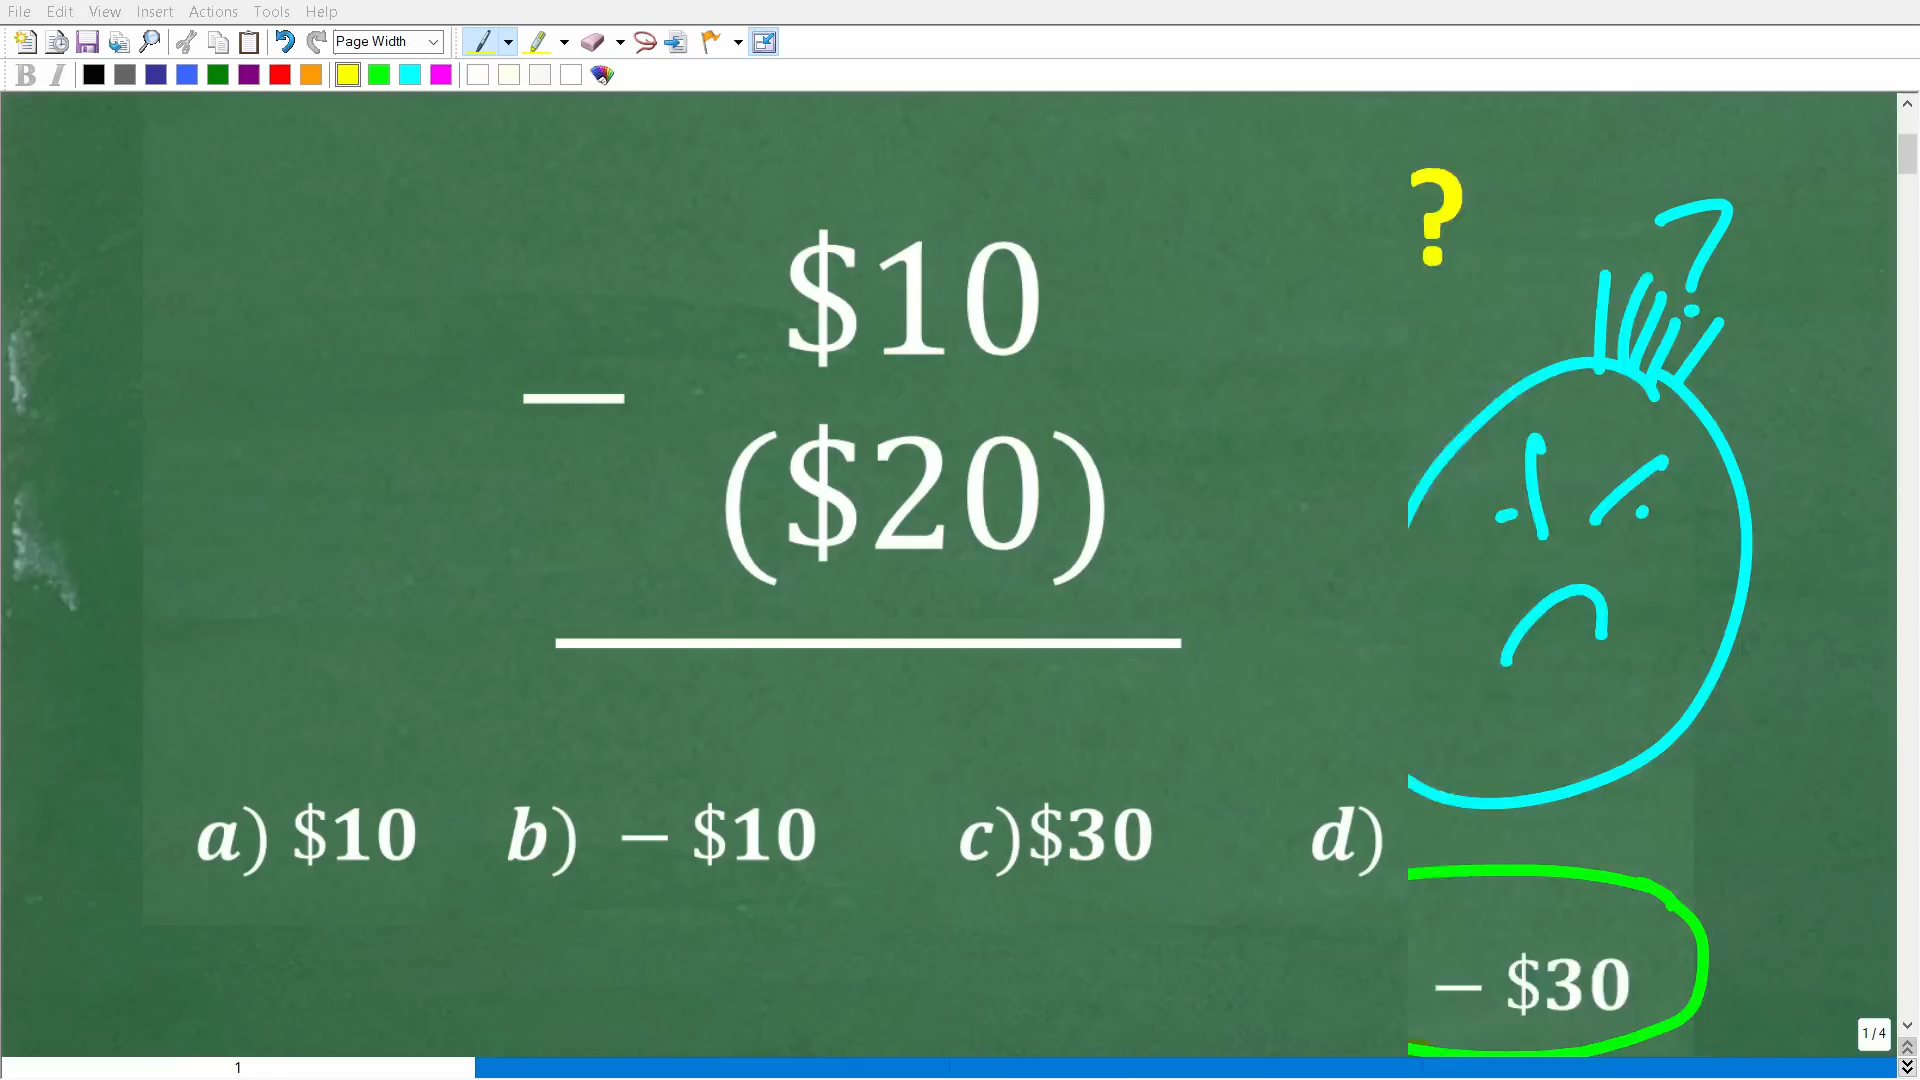 File Edit View Insert Actions Tools Help
Page Width
B I
?
?
$10
−
($20)
a) $10 b) − $10 c)$30 d)
− $30
1 / 4
1